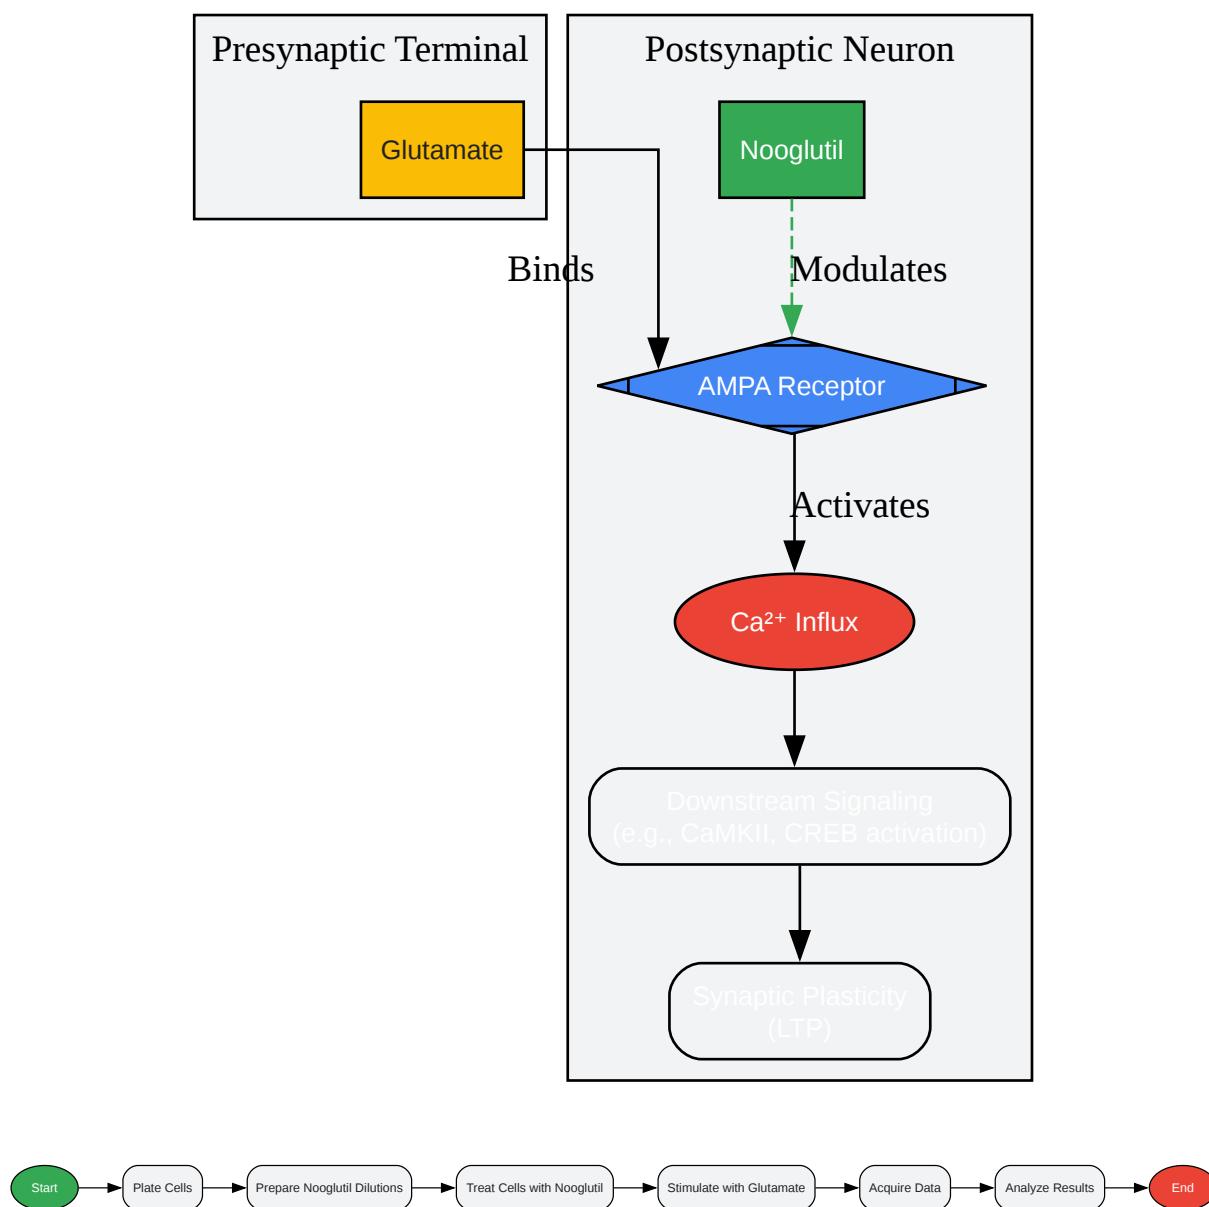 Presynaptic Terminal
Postsynaptic Neuron
Glutamate
Nooglutil
Binds
Modulates
AMPA Receptor
Activates
Ca²⁺ Influx
Downstream Signaling
(e.g., CaMKII, CREB activation)
Synaptic Plasticity
(LTP)
Start
Plate Cells
Prepare Nooglutil Dilutions
Treat Cells with Nooglutil
Stimulate with Glutamate
Acquire Data
Analyze Results
End